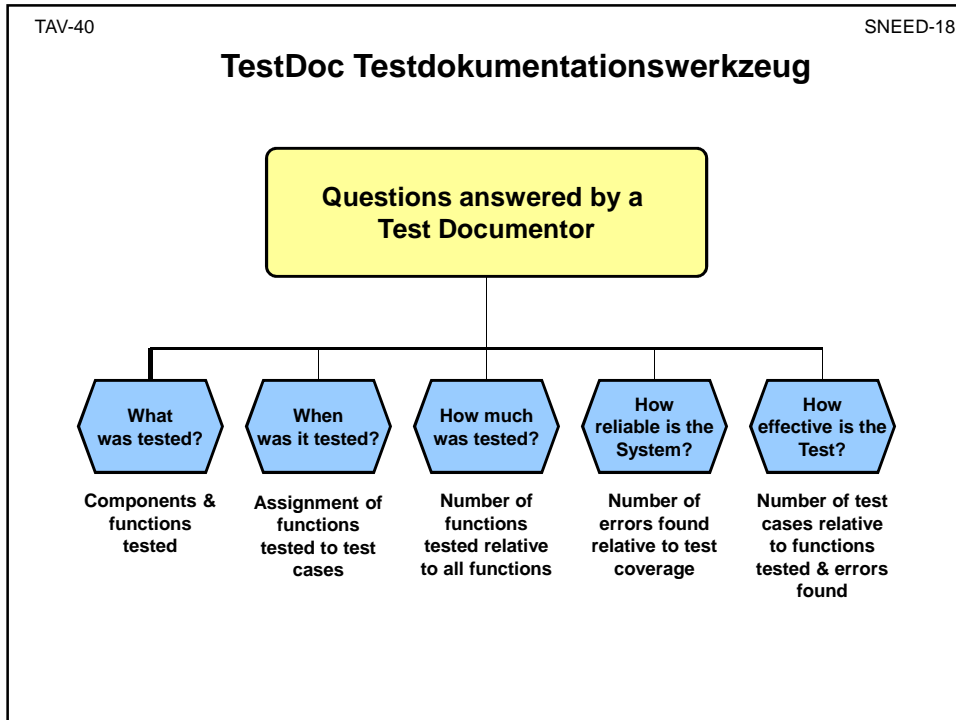 TAV-40
SNEED-18
TestDoc Testdokumentationswerkzeug
Questions answered by a
Test Documentor
What
was tested?
When
was it tested?
How much
was tested?
How
reliable is the
System?
How
effective is the
Test?
Components &
functions
tested
Assignment of
functions
tested to test
cases
Number of
functions
tested relative
to all functions
Number of
errors found
relative to test
coverage
Number of test
cases relative
to functions
tested & errors
found